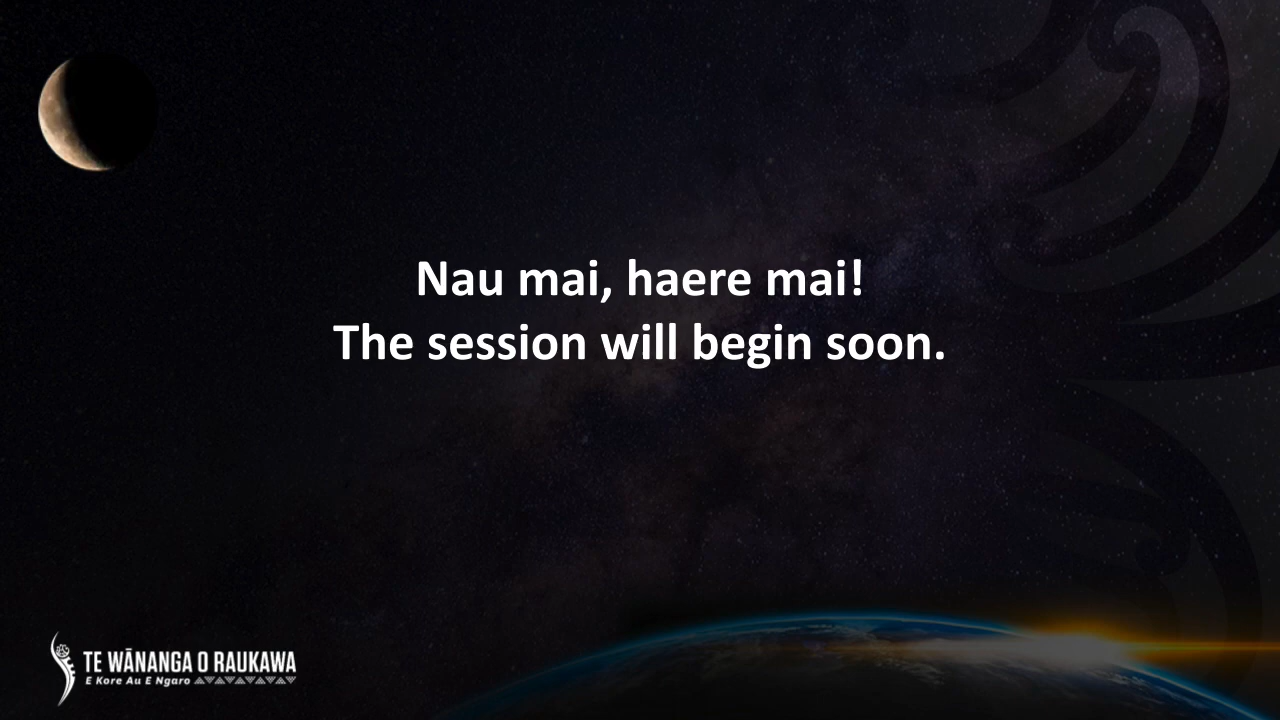 Nau mai, haere mai!
The session will begin soon.
TE WĀNANGA O RAUKAWA
E Kore Au E Ngaro